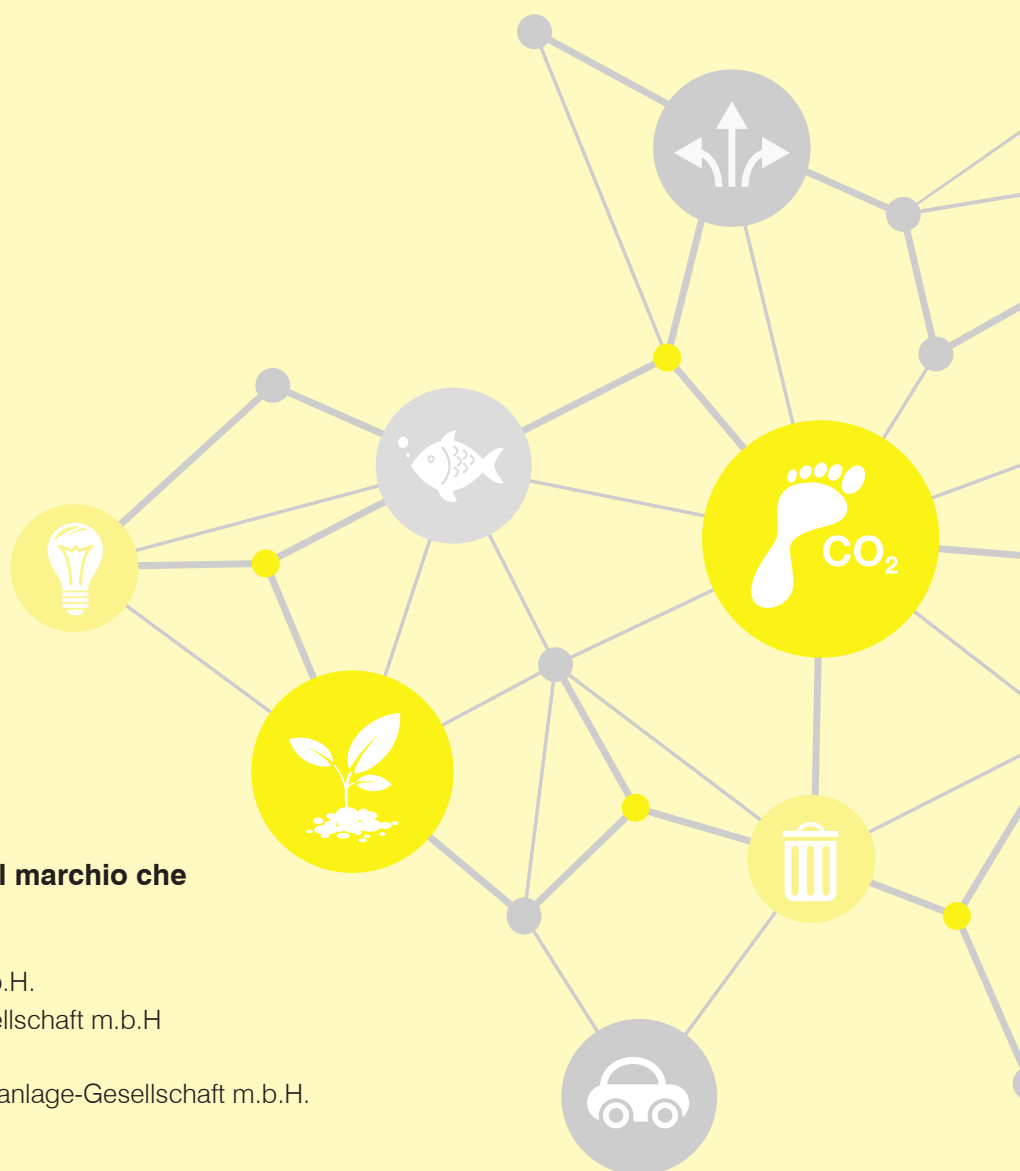 CO₂
l marchio che
.H.
ellschaft m.b.H
anlage-Gesellschaft m.b.H.